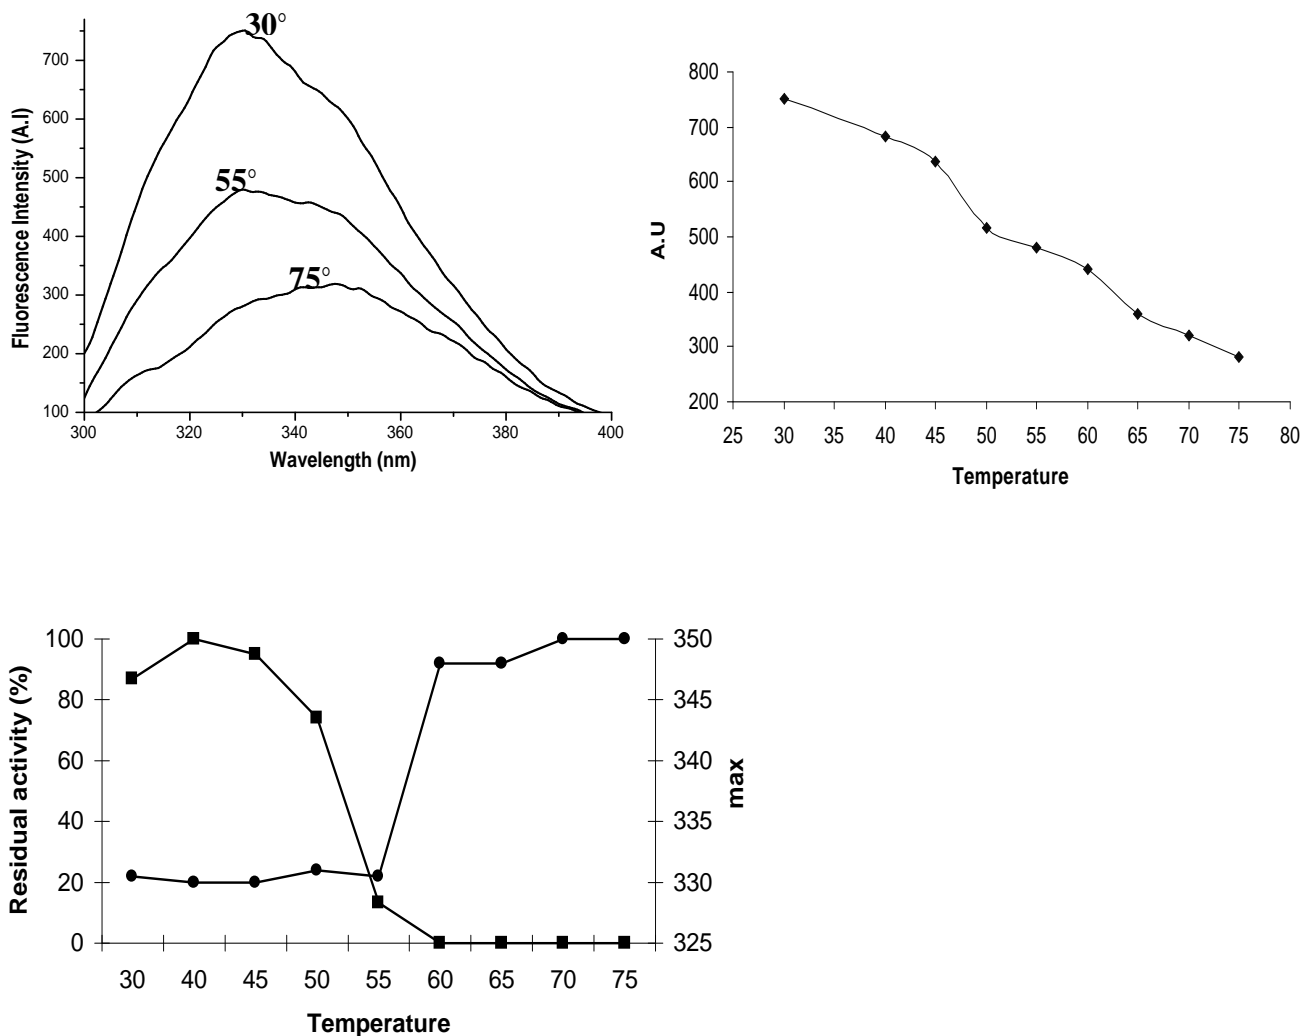 30°
55°
75°
700
600
500
400
300
200
100
300 320 340 360 380 400
Fluorescence Intensity (A.I)
Wavelength (nm)
800
700
600
500
400
300
200
25 30 35 40 45 50 55 60 65 70 75 80
A.U
Temperature
100
80
60
40
20
0
Residual activity (%)
350
345
340
335
330
325
max
30 40 45 50 55 60 65 70 75
Temperature